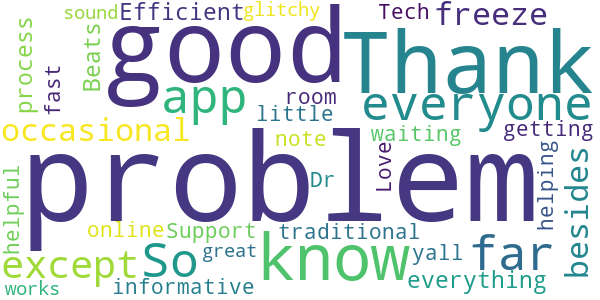 sound
Efficient
glitchy
Tech
freeze
process
fast
Beats
good
Thank
app
room
everyone
little
occasional
note
waiting
getting
problem
Love
helping
besides
helpful
Dr
online
Support
traditional
except
So
know
great
yall
far
everything
works
informative